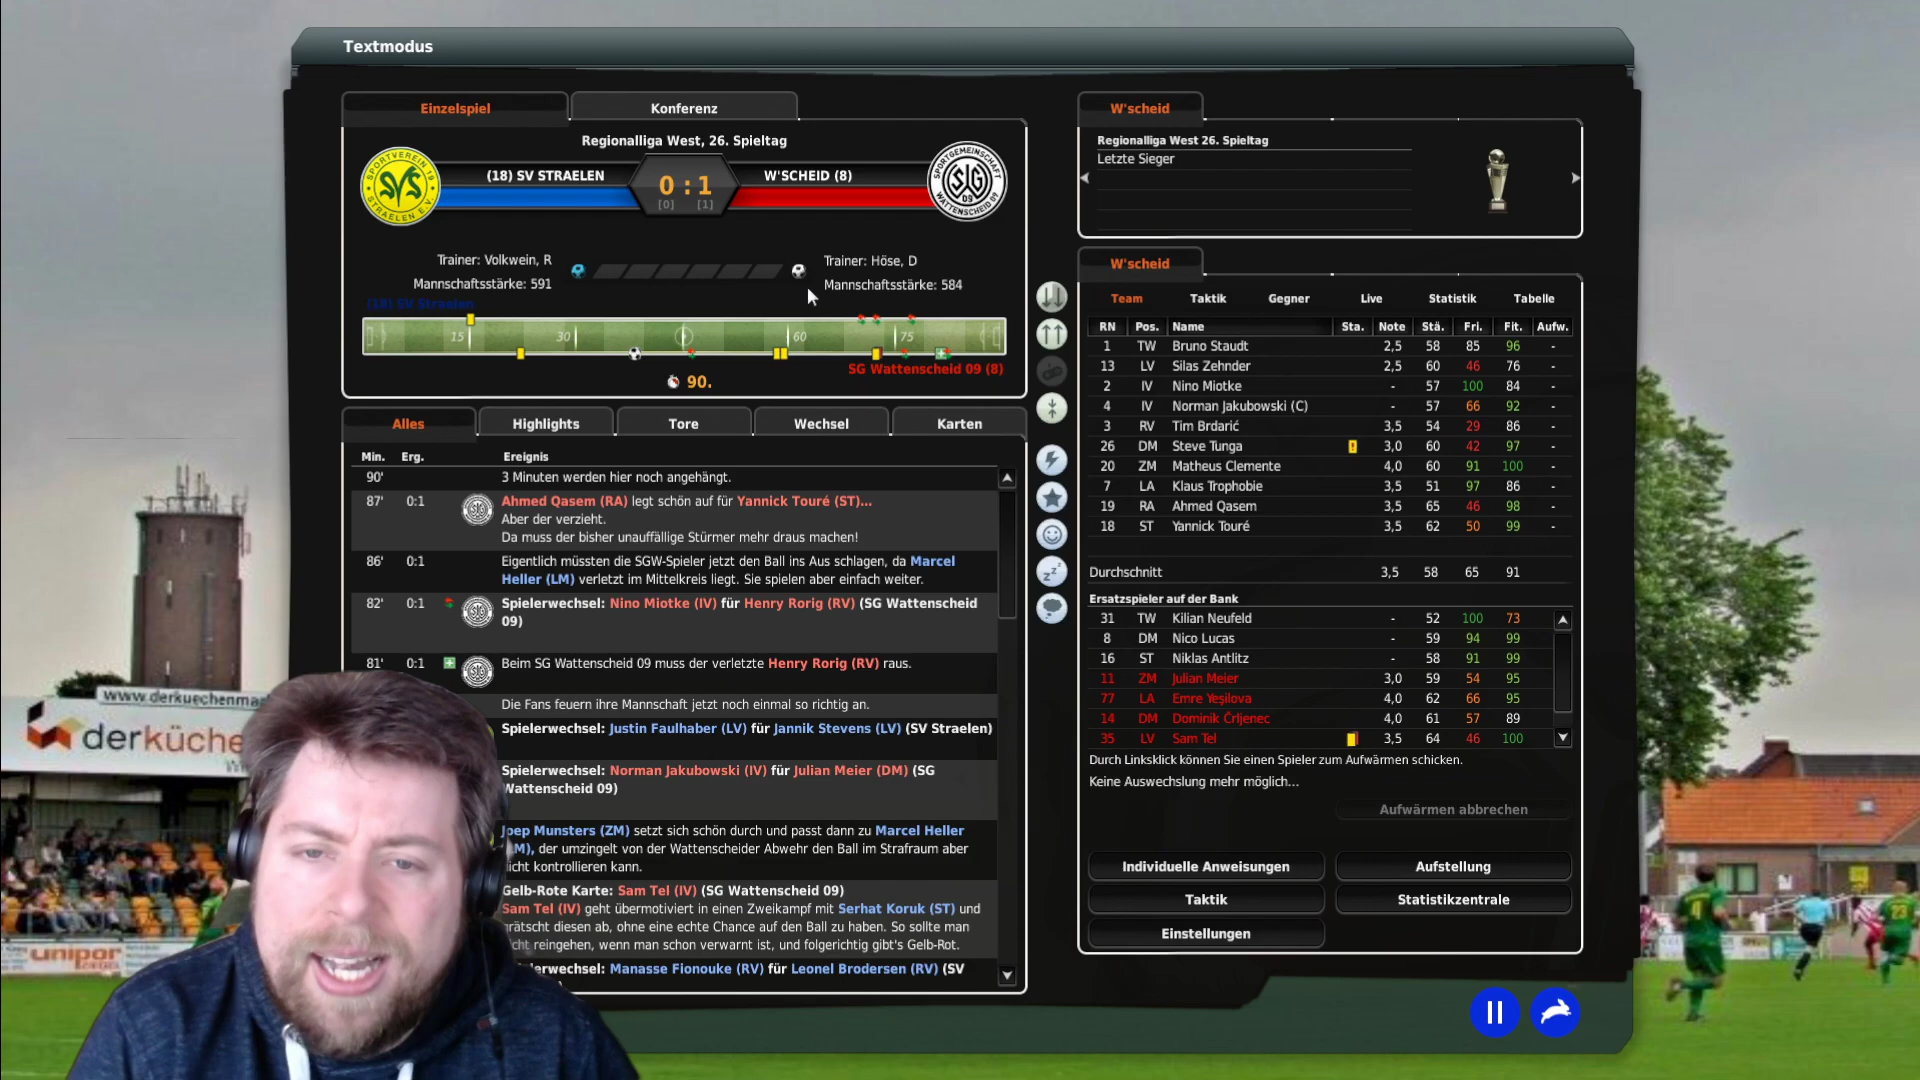 Textmodus
Einzelspiel
Konferenz
Regionalliga West, 26. Spieltag
(18) SV STRAELEN
0 : 1
W'SCHEID (8)
[0] [1]
SPORTVEREIN 19
SVS
STRAELEN E.V.
SPORTGEMEINSCHAFT
SG
09
WATTENSCHEID 09
Trainer: Volkwein, R
Trainer: Höse, D
Mannschaftsstärke: 591
Mannschaftsstärke: 584
(18) SV Straelen
15 30 60 75
SG Wattenscheid 09 (8)
90.
Alles
Highlights
Tore
Wechsel
Karten
Min. Erg. Ereignis
90' 3 Minuten werden hier noch angehängt.
87' 0:1 Ahmed Qasem (RA) legt schön auf für Yannick Touré (ST)...
Aber der verzieht.
Da muss der bisher unauffällige Stürmer mehr draus machen!
86' 0:1 Eigentlich müssten die SGW-Spieler jetzt den Ball ins Aus schlagen, da Marcel
Heller (LM) verletzt im Mittelkreis liegt. Sie spielen aber einfach weiter.
82' 0:1 Spielerwechsel: Nino Miotke (IV) für Henry Rorig (RV) (SG Wattenscheid
09)
81' 0:1 Beim SG Wattenscheid 09 muss der verletzte Henry Rorig (RV) raus.
Die Fans feuern ihre Mannschaft jetzt noch einmal so richtig an.
Spielerwechsel: Justin Faulhaber (LV) für Jannik Stevens (LV) (SV Straelen)
Spielerwechsel: Norman Jakubowski (IV) für Julian Meier (DM) (SG
Wattenscheid 09)
Joep Munsters (ZM) setzt sich schön durch und passt dann zu Marcel Heller
M), der umzingelt von der Wattenscheider Abwehr den Ball im Strafraum aber
nicht kontrollieren kann.
Gelb-Rote Karte: Sam Tel (IV) (SG Wattenscheid 09)
Sam Tel (IV) geht übermotiviert in einen Zweikampf mit Serhat Koruk (ST) und
grätscht diesen ab, ohne eine echte Chance auf den Ball zu haben. So sollte man
cht reingehen, wenn man schon verwarnt ist, und folgerichtig gibt's Gelb-Rot.
lerwechsel: Manasse Fionouke (RV) für Leonel Brodersen (RV) (SV
W'scheid
Regionalliga West 26. Spieltag
Letzte Sieger
W'scheid
Team Taktik Gegner Live Statistik Tabelle
RN Pos. Name Sta. Note Stä. Fri. Fit. Aufw.
1 TW Bruno Staudt 2,5 58 85 96 -
13 LV Silas Zehnder 2,5 60 46 76 -
2 IV Nino Miotke - 57 100 84 -
4 IV Norman Jakubowski (C) - 57 66 92 -
3 RV Tim Brdarić 3,5 54 29 86 -
26 DM Steve Tunga 3,0 60 42 97 -
20 ZM Matheus Clemente 4,0 60 91 100 -
7 LA Klaus Trophobie 3,5 51 97 86 -
19 RA Ahmed Qasem 3,5 65 46 98 -
18 ST Yannick Touré 3,5 62 50 99 -
Durchschnitt 3,5 58 65 91
Ersatzspieler auf der Bank
31 TW Kilian Neufeld - 52 100 73
8 DM Nico Lucas - 59 94 99
16 ST Niklas Antlitz - 58 91 99
11 ZM Julian Meier 3,0 59 54 95
77 LA Emre Yeşilova 4,0 62 66 95
14 DM Dominik Črljenec 4,0 61 57 89
35 LV Sam Tel 3,5 64 46 100
Durch Linksklick können Sie einen Spieler zum Aufwärmen schicken.
Keine Auswechslung mehr möglich...
Aufwärmen abbrechen
Individuelle Anweisungen
Aufstellung
Taktik
Statistikzentrale
Einstellungen
www.derkuechenma
derküche
unipor